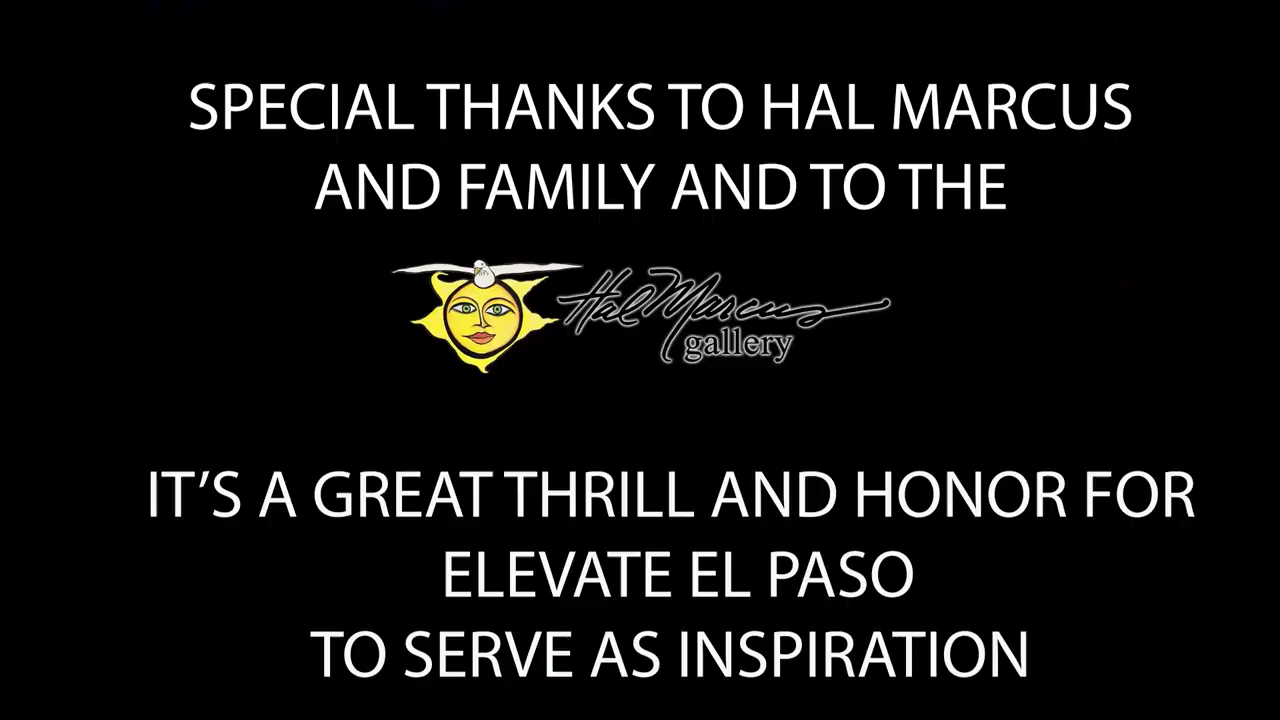 SPECIAL THANKS TO HAL MARCUS
AND FAMILY AND TO THE
Hal Marcus
gallery
IT’S A GREAT THRILL AND HONOR FOR
ELEVATE EL PASO
TO SERVE AS INSPIRATION